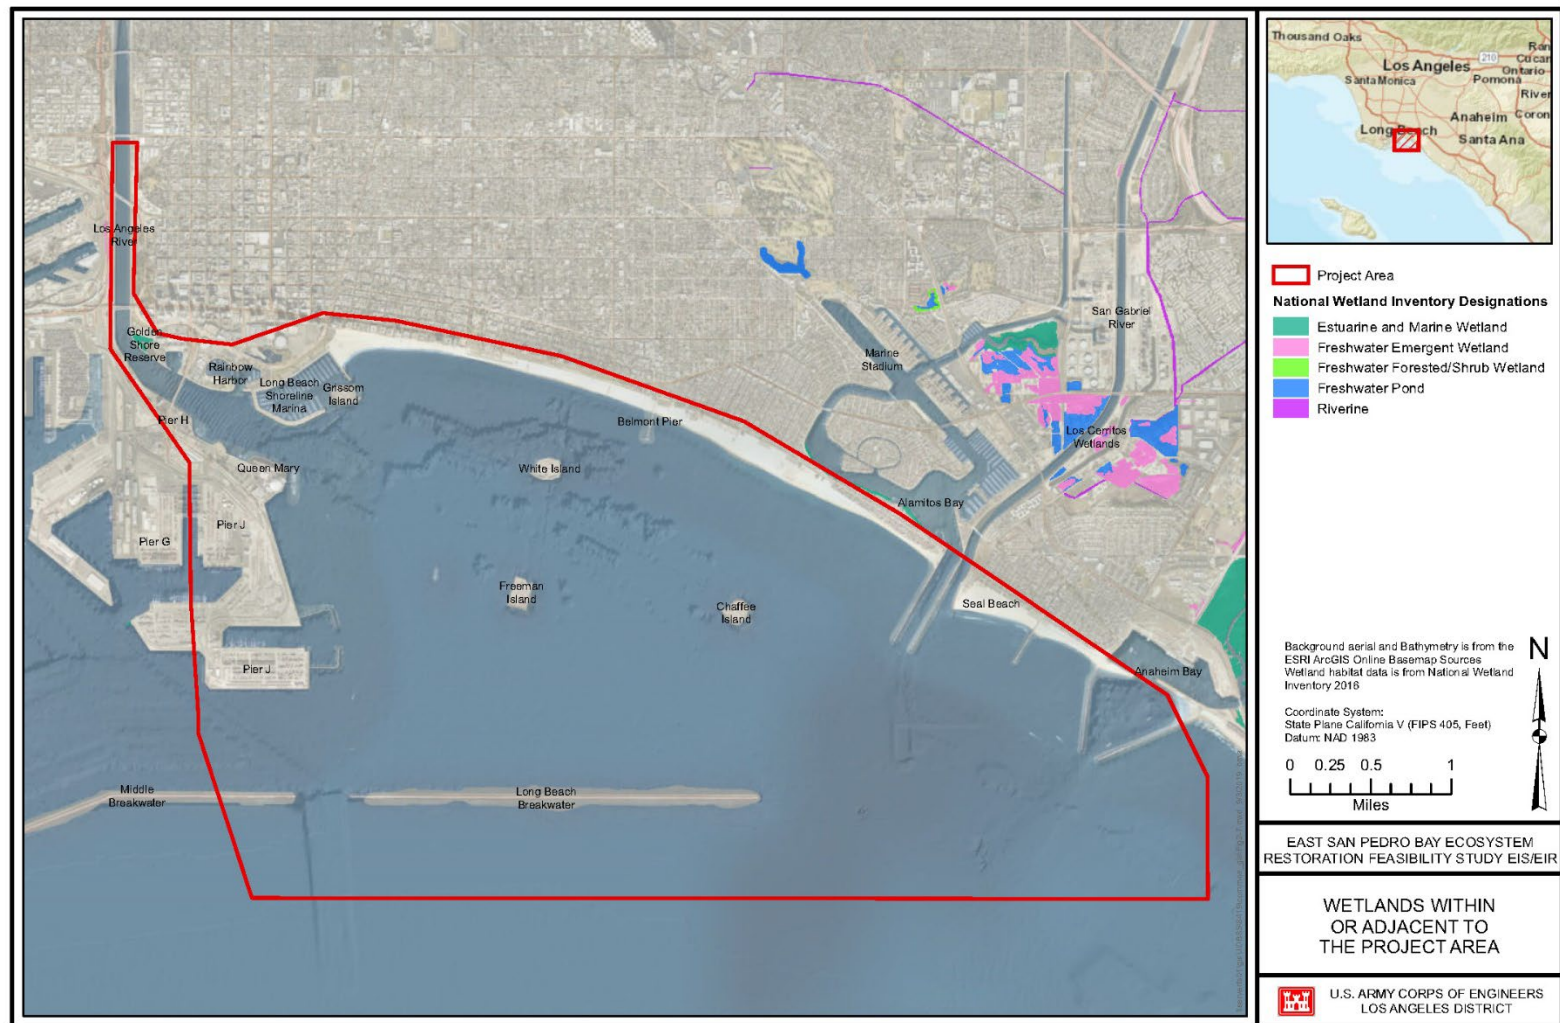 Los Angeles
River
Golden
Shore
Reserve
Rainbow
Harbor
Long Beach
Shoreline
Marina
Grissom
Island
Pier H
Queen Mary
Pier J
Pier G
Pier J
Belmont Pier
White Island
Freeman
Island
Chaffee
Island
Middle
Breakwater
Long Beach
Breakwater
Marine
Stadium
San Gabriel
River
Los Cerritos
Wetlands
Alamitos Bay
Seal Beach
Anaheim Bay
Thousand Oaks
Los Angeles
210
Santa Monica
Pomona
Ran
Cucar
Ontario
River
Anaheim
Coron
Long Beach
Santa Ana
Project Area
National Wetland Inventory Designations
Estuarine and Marine Wetland
Freshwater Emergent Wetland
Freshwater Forested/Shrub Wetland
Freshwater Pond
Riverine
Background aerial and Bathymetry is from the
ESRI ArcGIS Online Basemap Sources
Wetland habitat data is from National Wetland
Inventory 2016
N
Coordinate System:
State Plane California V (FIPS 405, Feet)
Datum: NAD 1983
0 0.25 0.5 1
Miles
EAST SAN PEDRO BAY ECOSYSTEM
RESTORATION FEASIBILITY STUDY EIS/EIR
WETLANDS WITHIN
OR ADJACENT TO
THE PROJECT AREA
U.S. ARMY CORPS OF ENGINEERS
LOS ANGELES DISTRICT